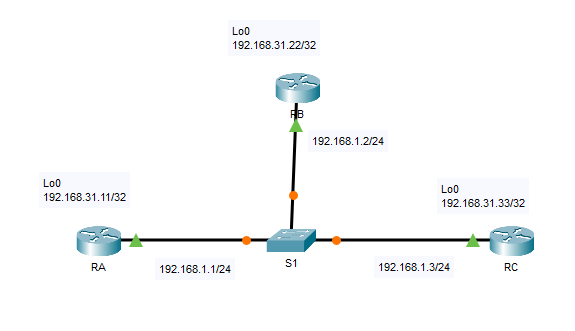 Lo0
192.168.31.22/32
RB
192.168.1.2/24
Lo0
192.168.31.11/32
Lo0
192.168.31.33/32
RA
192.168.1.1/24
S1
192.168.1.3/24
RC